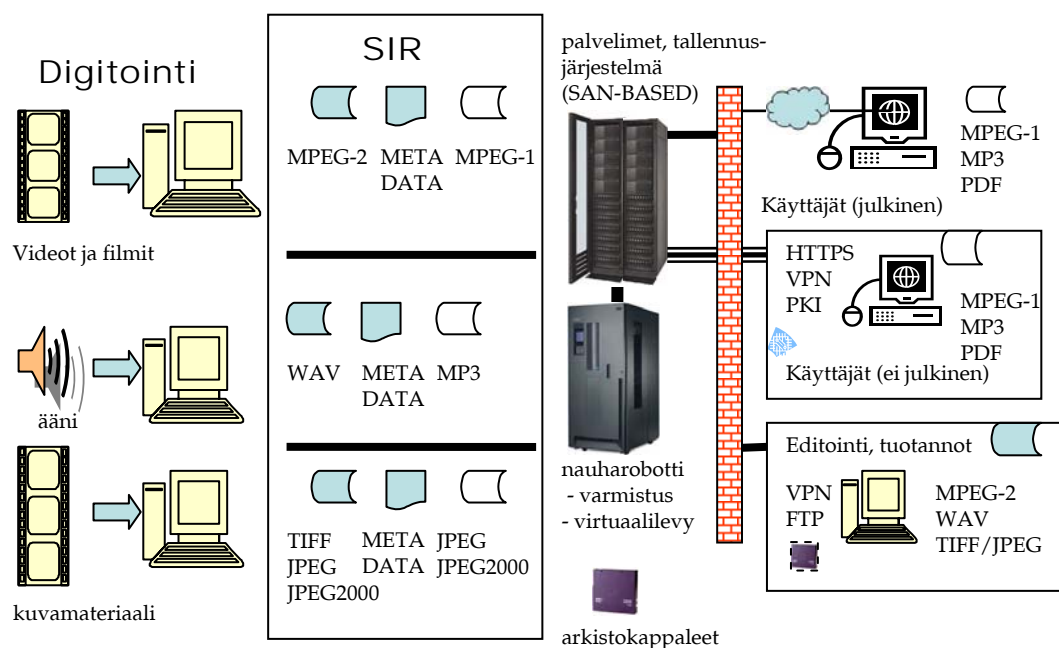 Digitointi
Videot ja filmit
ääni
kuvamateriaali
SIR
MPEG-2 META MPEG-1
DATA
WAV META MP3
DATA
TIFF META JPEG
JPEG DATA JPEG2000
JPEG2000
palvelimet, tallennus-
järjestelmä
(SAN-BASED)
nauharobotti
- varmistus
- virtuaalilevy
arkistokappaleet
MPEG-1
MP3
PDF
Käyttäjät (julkinen)
HTTPS
VPN
PKI
MPEG-1
MP3
PDF
Käyttäjät (ei julkinen)
Editointi, tuotannot
VPN
FTP
MPEG-2
WAV
TIFF/JPEG